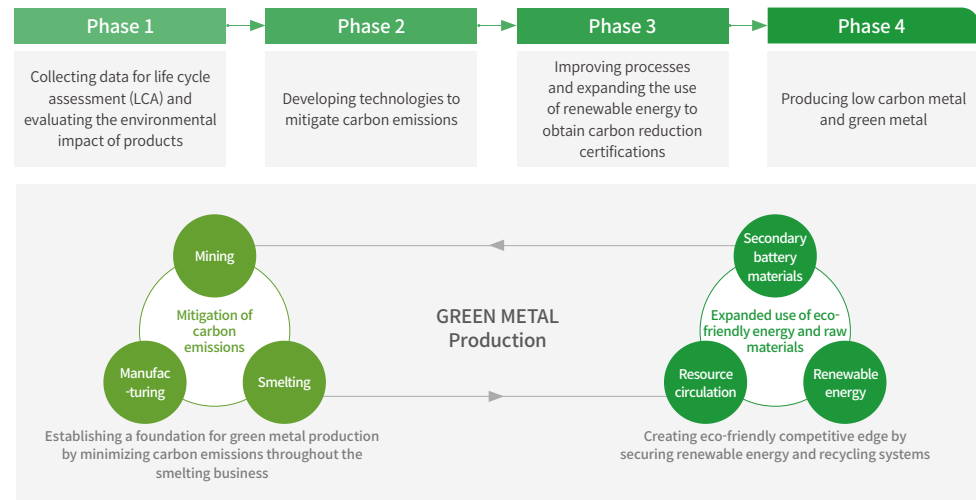 Phase 1
Phase 2
Phase 3
Phase 4
Collecting data for life cycle
assessment (LCA) and
evaluating the environmental
impact of products
Developing technologies to
mitigate carbon emissions
Improving processes
and expanding the use
of renewable energy to
obtain carbon reduction
certifications
Producing low carbon metal
and green metal
Mining
Mitigation of
carbon
emissions
Manufac
-turing
Smelting
Establishing a foundation for green metal production
by minimizing carbon emissions throughout the
smelting business
GREEN METAL
Production
Secondary
battery
materials
Expanded use of eco-
friendly energy and raw
materials
Resource
circulation
Renewable
energy
Creating eco-friendly competitive edge by
securing renewable energy and recycling systems